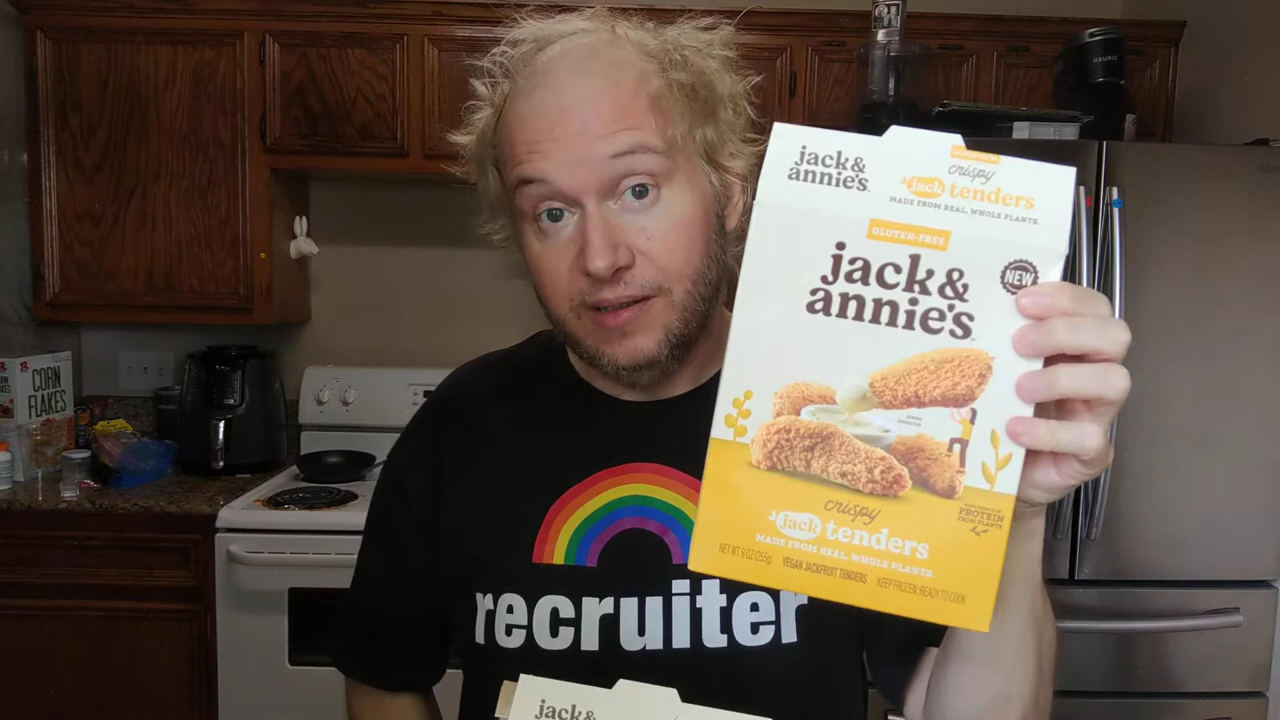 KEURIG
jack&
annie's
GLUTEN-FREE
crispy
jack tenders
MADE FROM REAL, WHOLE PLANTS.
GLUTEN-FREE
jack&
annie's
NEW
CORN
FLAKES
crispy
jack tenders
MADE FROM REAL, WHOLE PLANTS.
PROTEIN
FROM PLANTS
NET WT 9 OZ (255g)
VEGAN JACKFRUIT TENDERS
KEEP FROZEN: READY TO COOK
recruiter
jack&